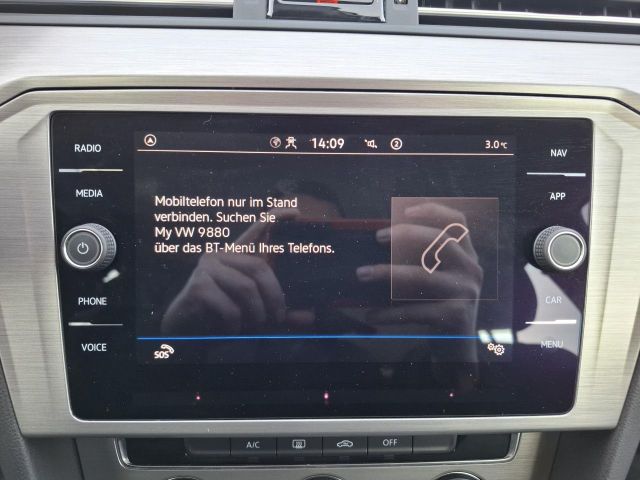 RADIO
MEDIA
PHONE
VOICE
14:09
2
3.0°C
Mobiltelefon nur im Stand
verbinden. Suchen Sie
My VW 9880
über das BT-Menü Ihres Telefons.
SOS
NAV
APP
CAR
MENU
A/C
OFF